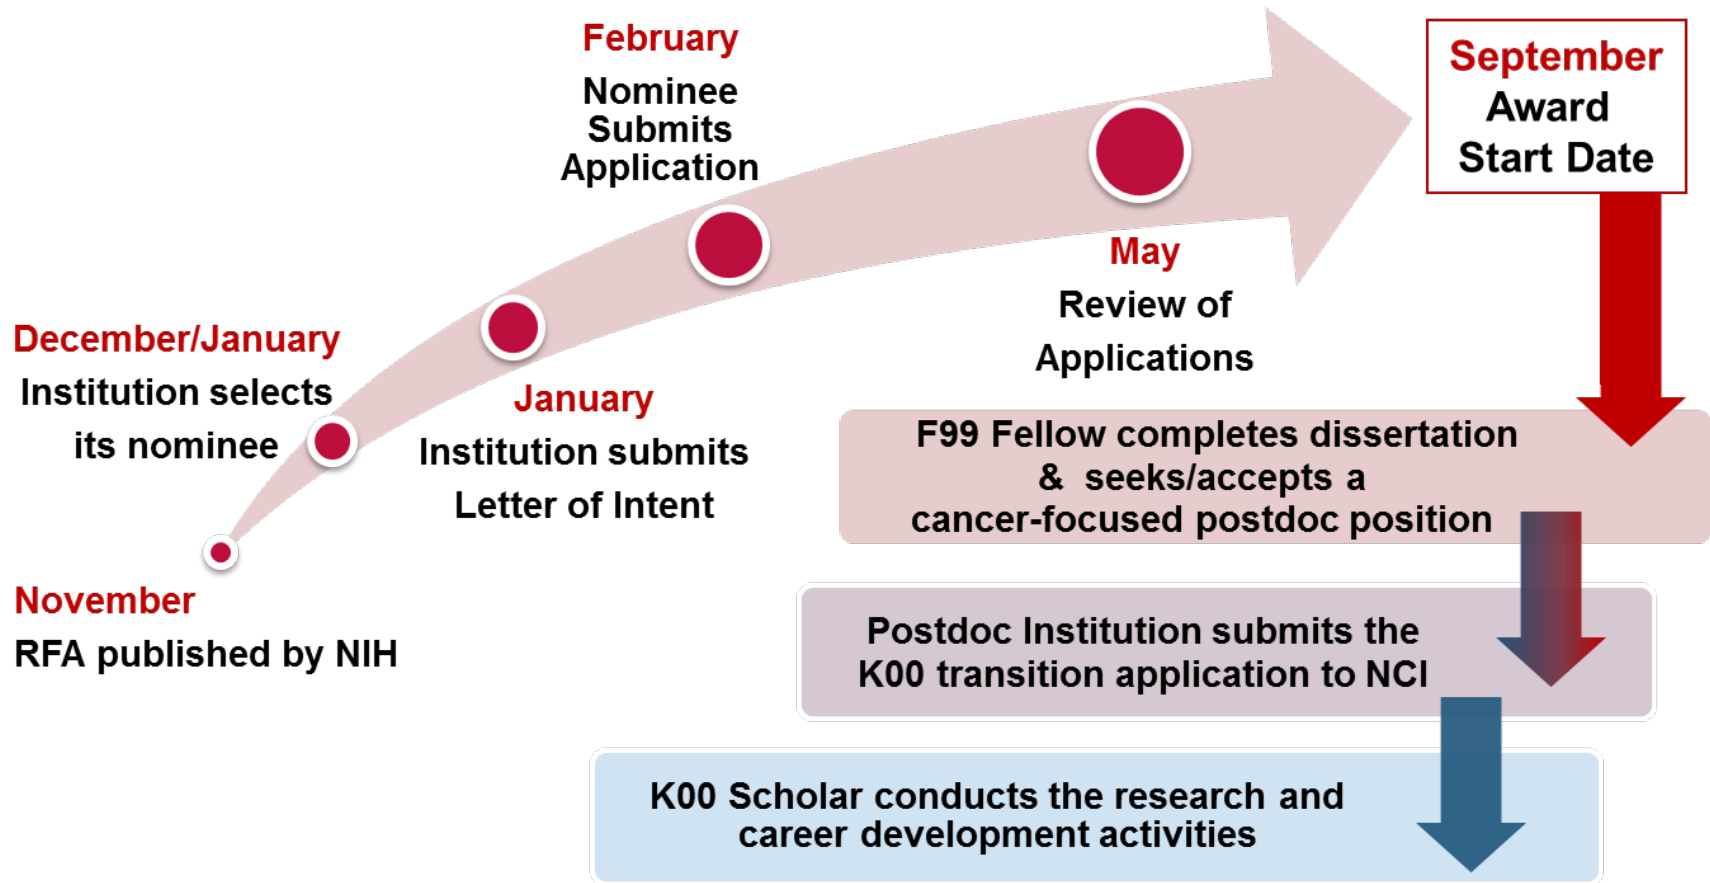 November
RFA published by NIH
December/January
Institution selects
its nominee
January
Institution submits
Letter of Intent
February
Nominee
Submits
Application
May
Review of
Applications
September
Award
Start Date
F99 Fellow completes dissertation
& seeks/accepts a
cancer-focused postdoc position
Postdoc Institution submits the
K00 transition application to NCI
K00 Scholar conducts the research and
career development activities